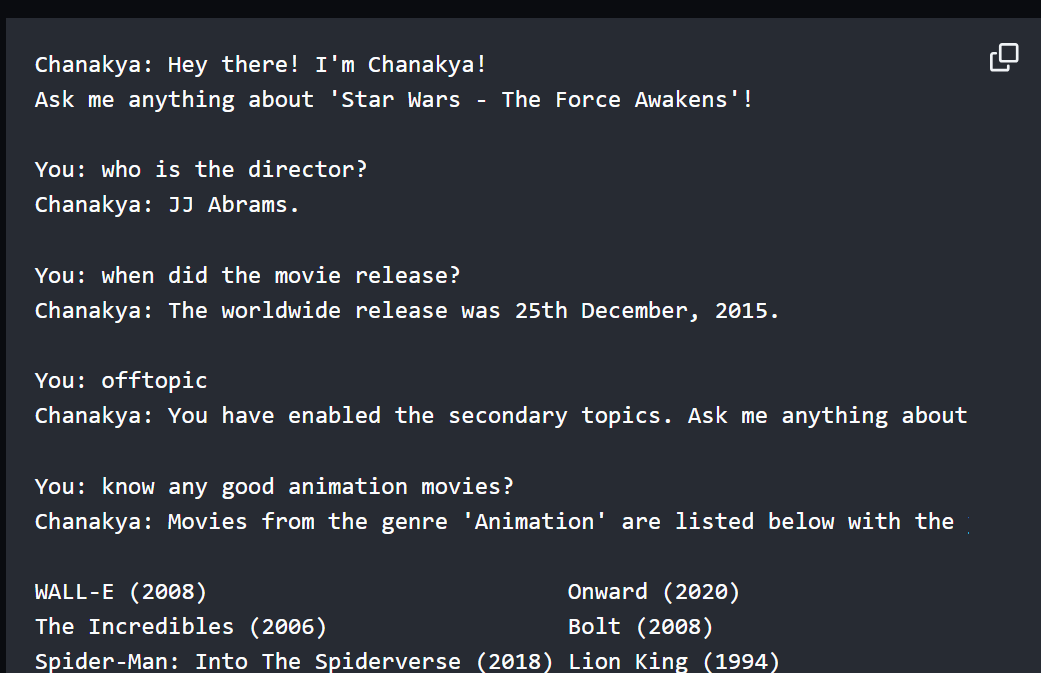 Chanakya: Hey there! I'm Chanakya!
Ask me anything about 'Star Wars - The Force Awakens'!
You: who is the director?
Chanakya: JJ Abrams.
You: when did the movie release?
Chanakya: The worldwide release was 25th December, 2015.
You: offtopic
Chanakya: You have enabled the secondary topics. Ask me anything about
You: know any good animation movies?
Chanakya: Movies from the genre 'Animation' are listed below with the
WALL-E (2008) Onward (2020)
The Incredibles (2006) Bolt (2008)
Spider-Man: Into The Spiderverse (2018) Lion King (1994)